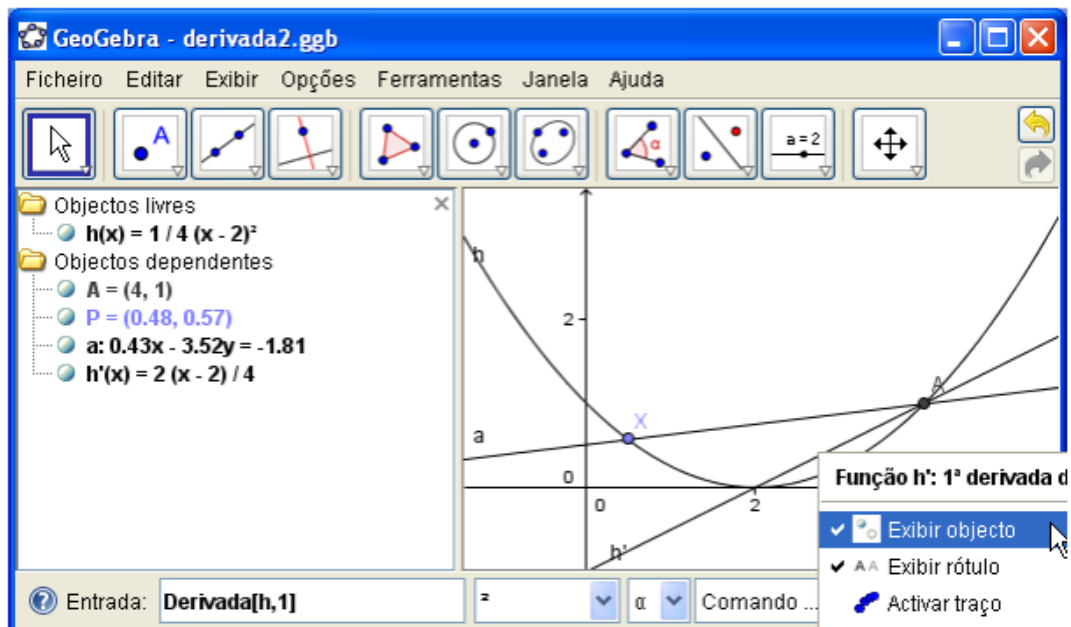 GeoGebra - derivada2.ggb
Ficheiro Editar Exibir Opções Ferramentas Janela Ajuda
A α a = 2
Objectos livres
h(x) = 1 / 4 (x - 2)²
Objectos dependentes
A = (4, 1)
P = (0.48, 0.57)
a: 0.43x - 3.52y = -1.81
h'(x) = 2 (x - 2) / 4
h
2
A
X
a
0
0
2
h'
Função h': 1ª derivada d
Exibir objecto
AA Exibir rótulo
Activar traço
Entrada: Derivada[h,1] ² α Comando ...